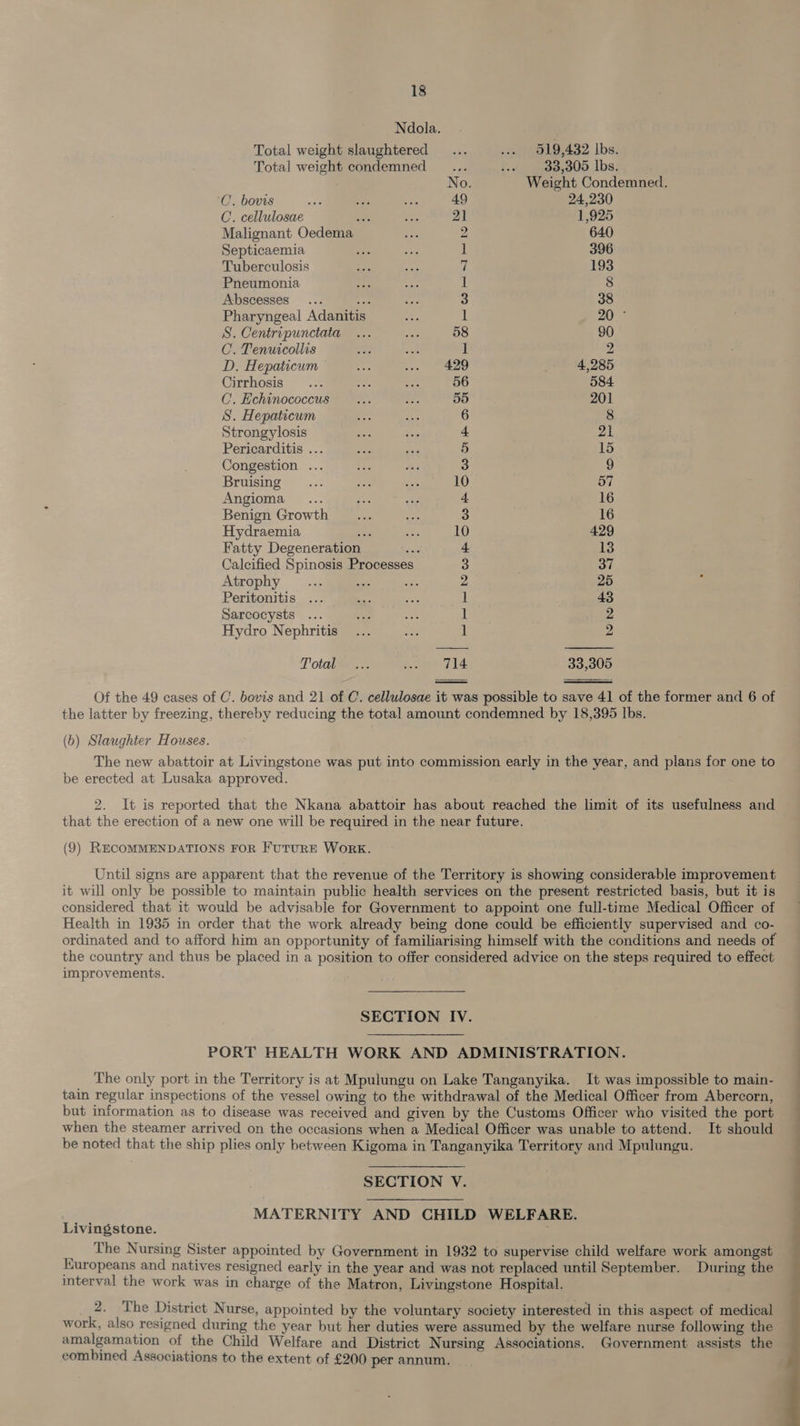 18
Ndola.
Total weight slaughtered ... ... 519,432 lbs.
Total weight condemned ... ... 33,305 lbs.
No. Weight Condemned.
C. bovis ... ... ... 49 24,230
C. cellulosae ... ... 21 1,925
Malignant Oedema ... 2 640
Septicaemia ... ... 1 396
Tuberculosis ... ... 7 193
Pneumonia ... ... 1 8
Abscesses ... ... ... 3 38
Pharyngeal Adanitis ... 1 20
S. Centripunctata ... ... 58 90
C. Tenuicollis ... ... 1 2
D. Hepaticum ... ... 429 4,285
Cirrhosis ... ... ... 56 584
C. Echinococcus ... ... 55 201
S. Hepaticum ... ... 6 8
Strongylosis ... ... 4 21
Pericarditis ... ... ... 5 15
Congestion ... ... ... 3 9
Bruising ... ... ... 10 57
Angioma ... ... ... 4 16
Benign Growth ... ... 3 16
Hydraemia ... ... 10 429
Fatty Degeneration ... 4 13
Calcified Spinosis Processes 3 37
Atrophy ... ... ... 2 25
Peritonitis ... ... ... 1 43
Sarcocysts ... ... ... 1 2
Hydro Nephritis ... ... 1 2
Total ... ... 714 33,305
Of the 49 cases of C. bovis and 21 of C. cellulosae it was possible to save 41 of the former and 6 of
the latter by freezing, thereby reducing the total amount condemned by 18,395 lbs.
(b) Slaughter Houses.
The new abattoir at Livingstone was put into commission early in the year, and plans for one to
be erected at Lusaka approved.
2. It is reported that the Nkana abattoir has about reached the limit of its usefulness and
that the erection of a new one will be required in the near future.
(9) RECOMMENDATIONS FOR FUTURE WORK.
Until signs are apparent that the revenue of the Territory is showing considerable improvement
it will only be possible to maintain public health services on the present restricted basis, but it is
considered that it would be advisable for Government to appoint one full-time Medical Officer of
Health in 1935 in order that the work already being done could be efficiently supervised and co-
ordinated and to afford him an opportunity of familiarising himself with the conditions and needs of
the country and thus be placed in a position to offer considered advice on the steps required to effect
improvements.
SECTION IV.
PORT HEALTH WORK AND ADMINISTRATION.
The only port in the Territory is at Mpulungu on Lake Tanganyika. It was impossible to main-
tain regular inspections of the vessel owing to the withdrawal of the Medical Officer from Abercorn,
but information as to disease was received and given by the Customs Officer who visited the port
when the steamer arrived on the occasions when a Medical Officer was unable to attend. It should
be noted that the ship plies only between Kigoma in Tanganyika Territory and Mpulungu.
SECTION V.
MATERNITY AND CHILD WELFARE.
Livingstone.
The Nursing Sister appointed by Government in 1932 to supervise child welfare work amongst
Europeans and natives resigned early in the year and was not replaced until September. During the
interval the work was in charge of the Matron, Livingstone Hospital.
2. The District Nurse, appointed by the voluntary society interested in this aspect of medical
work, also resigned during the year but her duties were assumed by the welfare nurse following the
amalgamation of the Child Welfare and District Nursing Associations. Government assists the
combined Associations to the extent of £200 per annum.